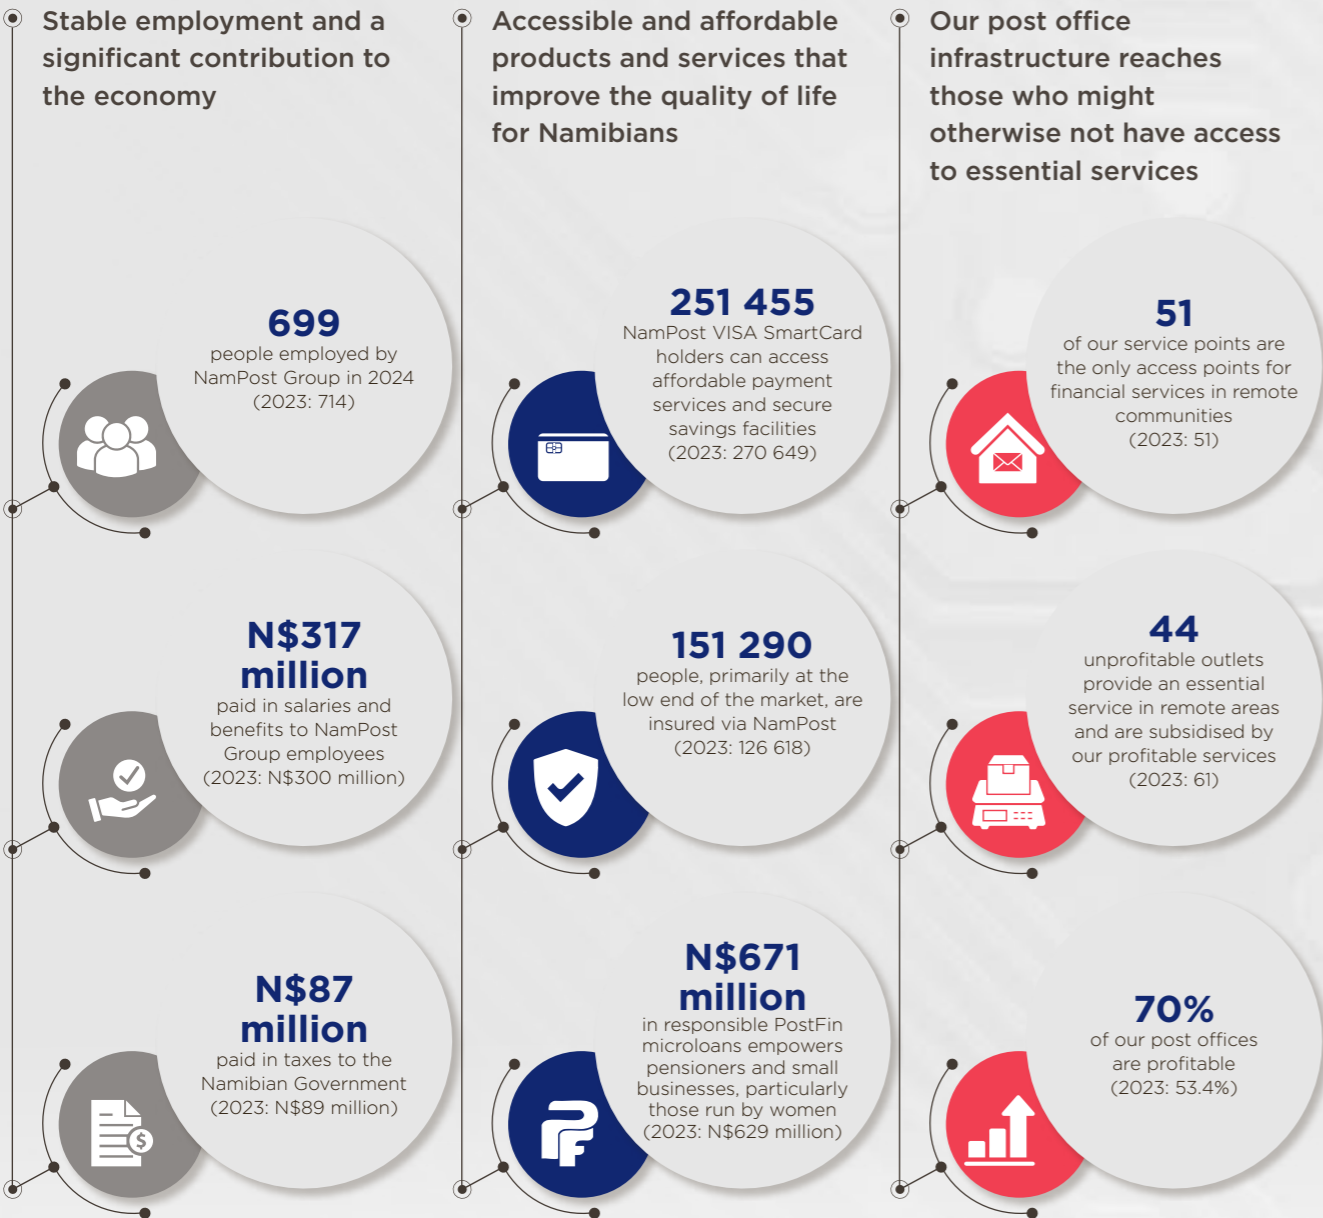 Stable employment and a
significant contribution to
the economy
699
people employed by
NamPost Group in 2024
(2023: 714)
N$317
million
paid in salaries and
benefits to NamPost
Group employees
(2023: N$300 million)
N$87
million
paid in taxes to the
Namibian Government
(2023: N$89 million)
Accessible and affordable
products and services that
improve the quality of life
for Namibians
251 455
NamPost VISA SmartCard
holders can access
affordable payment
services and secure
savings facilities
(2023: 270 649)
151 290
people, primarily at the
low end of the market, are
insured via NamPost
(2023: 126 618)
N$671
million
in responsible PostFin
microloans empowers
pensioners and small
businesses, particularly
those run by women
(2023: N$629 million)
Our post office
infrastructure reaches
those who might
otherwise not have access
to essential services
51
of our service points are
the only access points for
financial services in remote
communities
(2023: 51)
44
unprofitable outlets
provide an essential
service in remote areas
and are subsidised by
our profitable services
(2023: 61)
70%
of our post offices
are profitable
(2023: 53.4%)